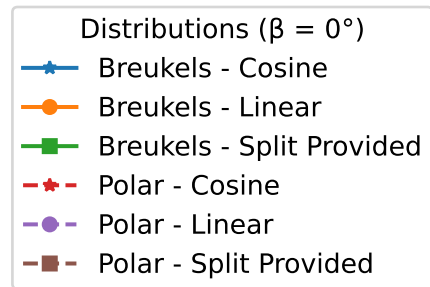 Distributions (β = 0°)
Breukels - Cosine
Breukels - Linear
Breukels - Split Provided
Polar - Cosine
Polar - Linear
Polar - Split Provided